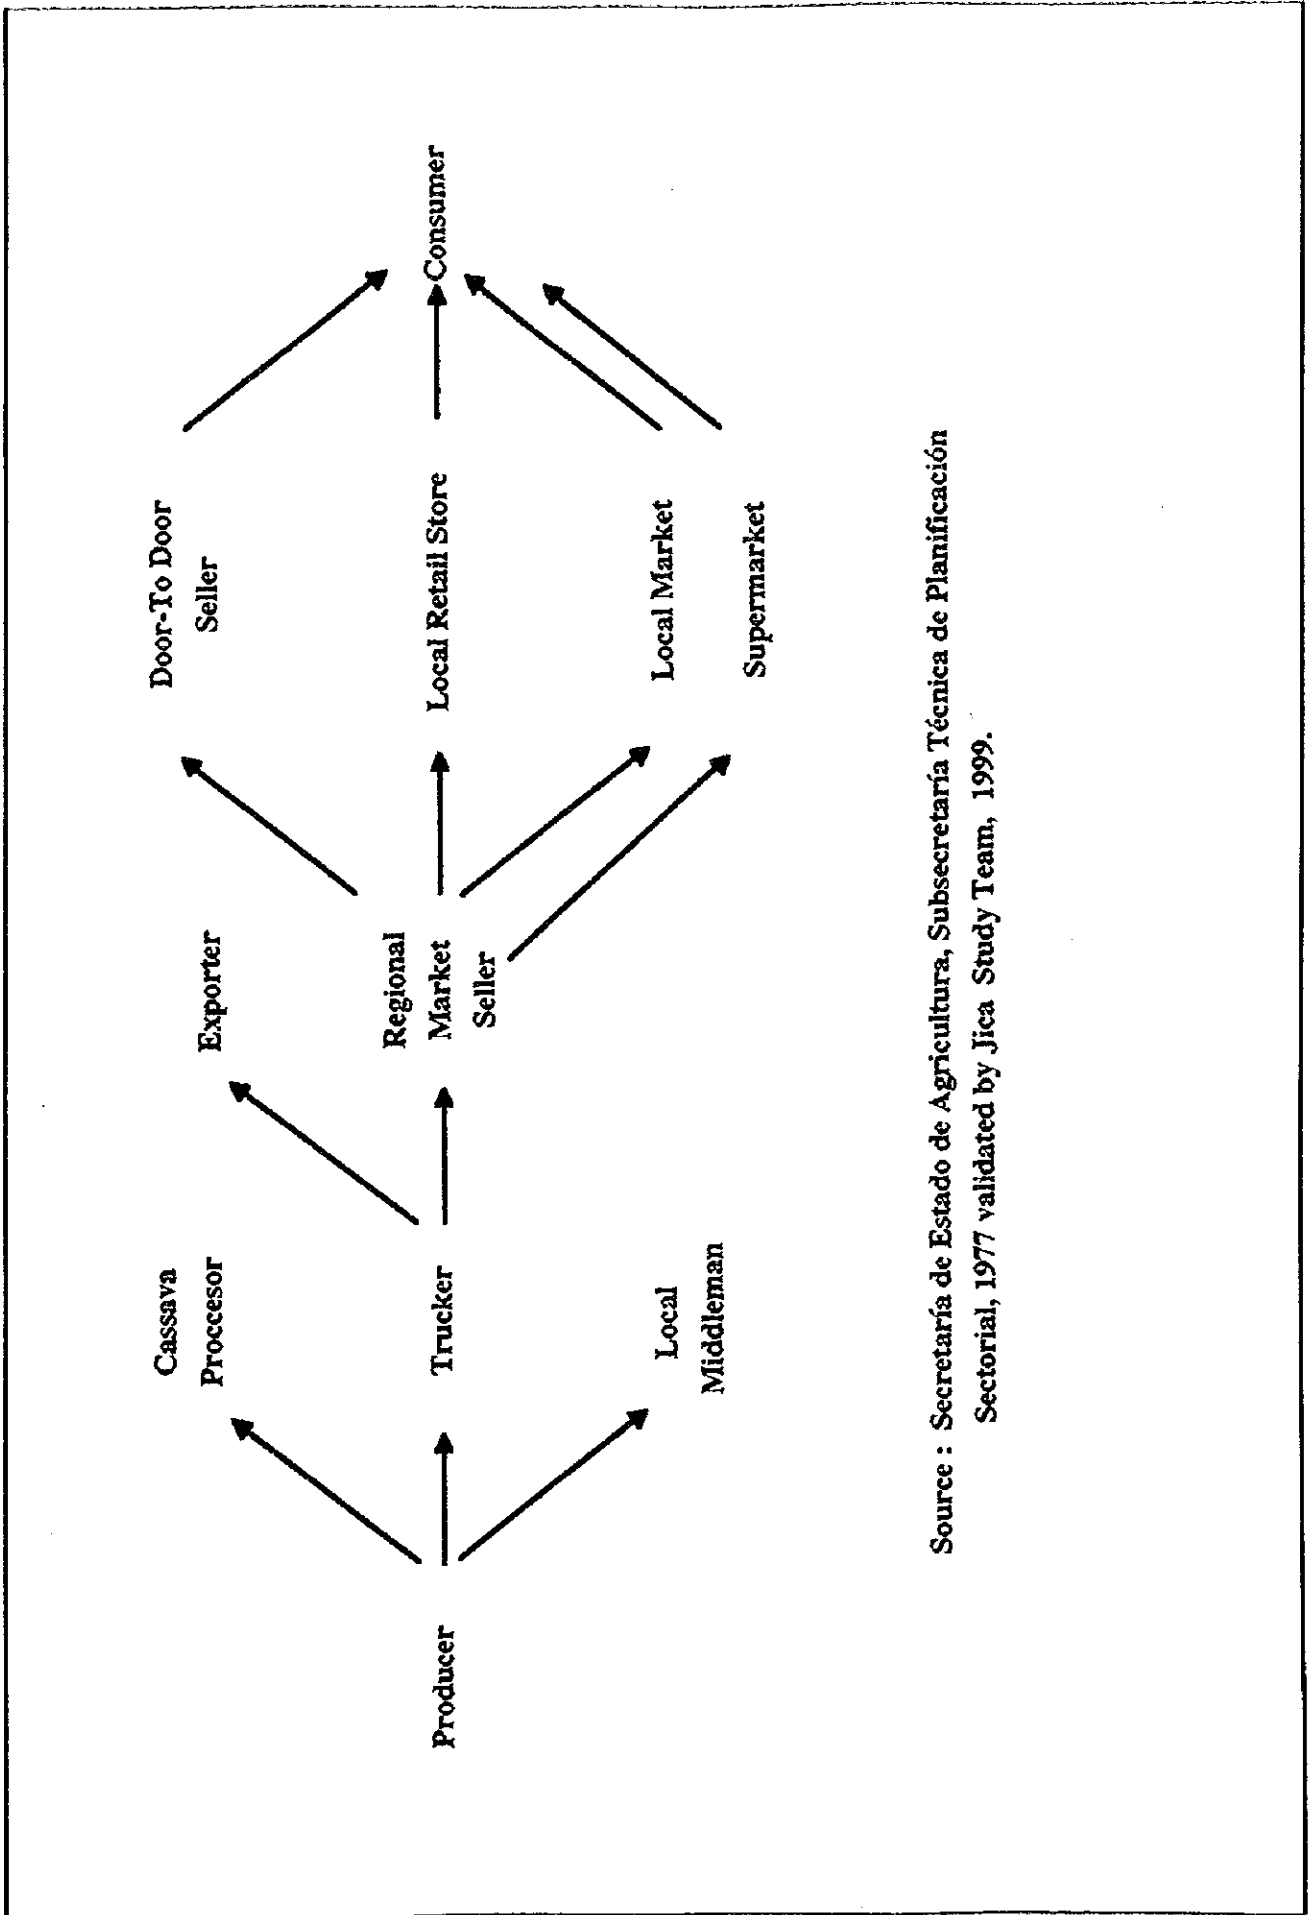 Producer
Cassava
Proccesor
Trucker
Local
Middleman
Exporter
Regional
Market
Seller
Door-To Door
Seller
Local Retail Store
Local Market
Supermarket
Consumer
Source : Secretaría de Estado de Agricultura, Subsecretaría Técnica de Planificación
Sectorial, 1977 validated by Jica Study Team, 1999.